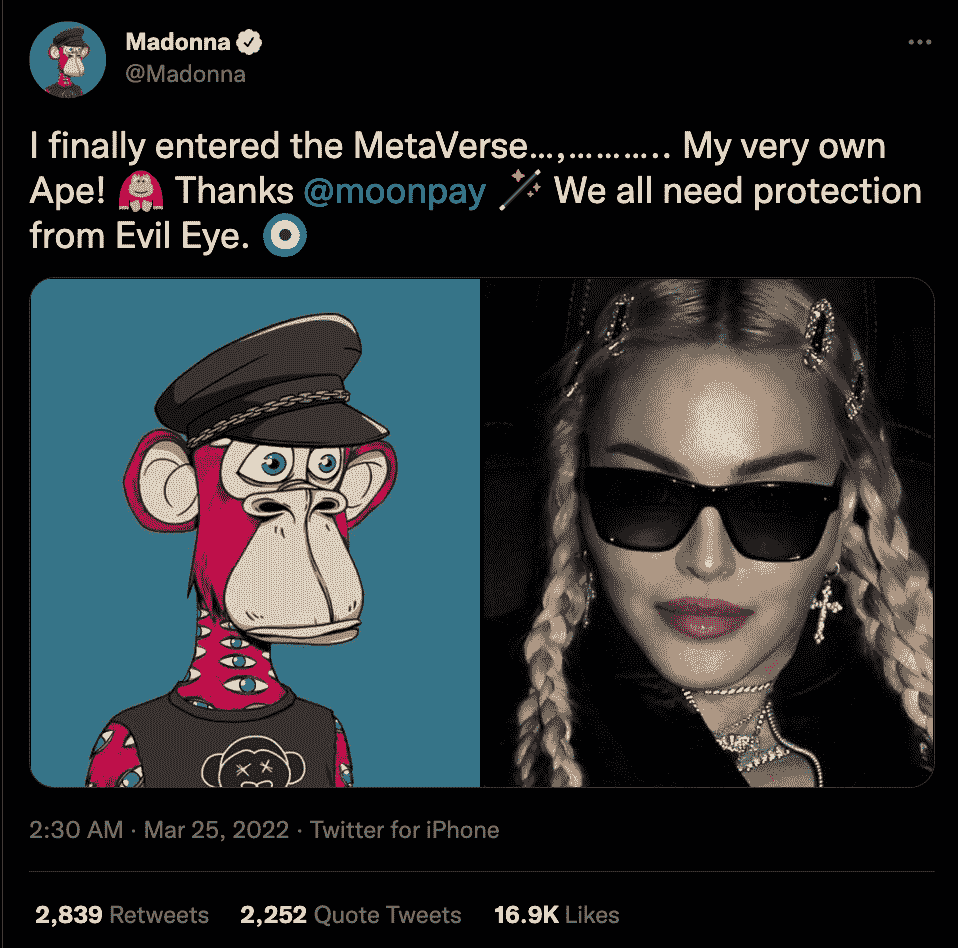 Madonna
@Madonna
I finally entered the MetaVerse...,........... My very own
Ape! 🦧 Thanks @moonpay 🪄 We all need protection
from Evil Eye. 🧿
2:30 AM · Mar 25, 2022 · Twitter for iPhone
2,839 Retweets 2,252 Quote Tweets 16.9K Likes